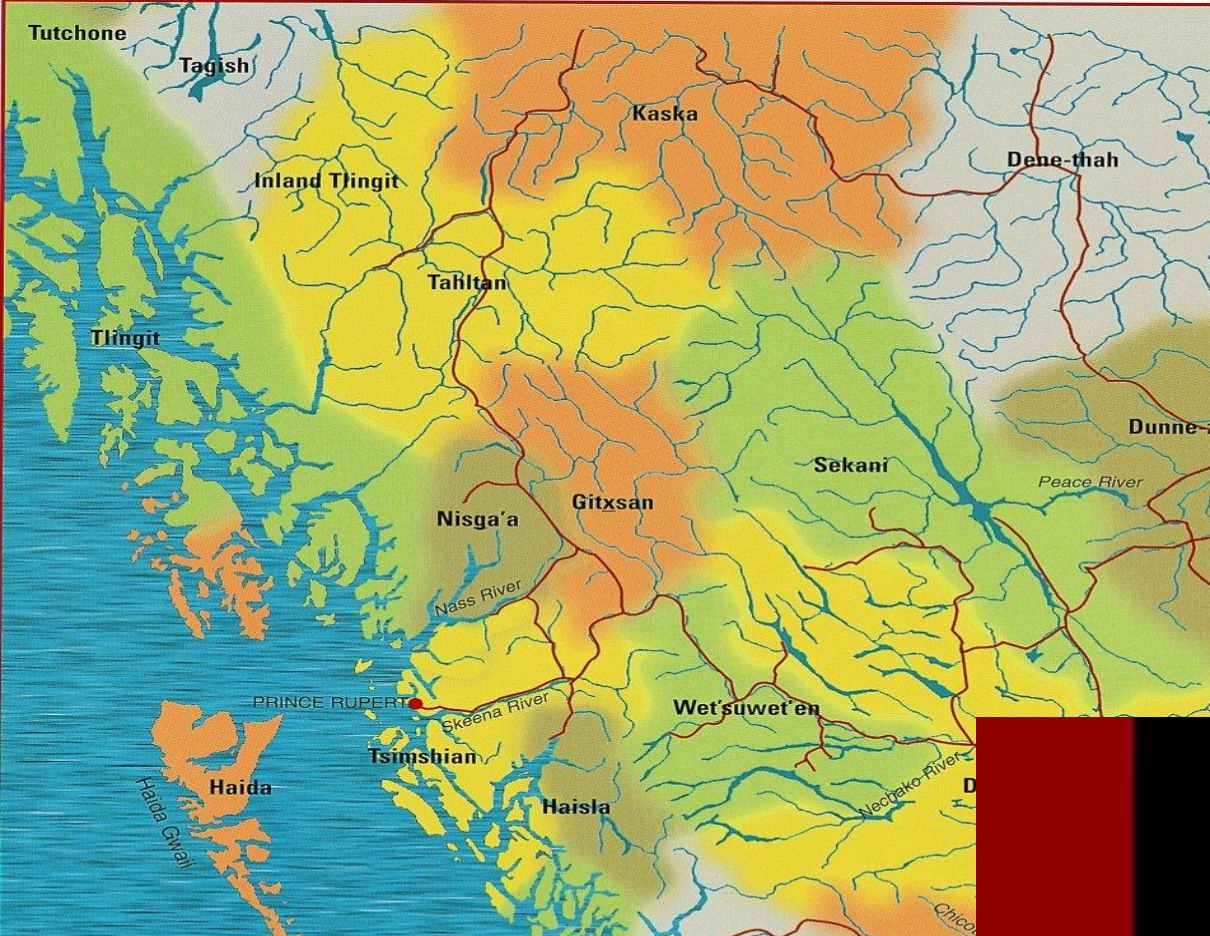 Tutchone
Tagish
Kaska
Dene-thah
Inland Tlingit
Tahltan
Tlingit
Dunne-
Sekani
Peace River
Gitxsan
Nisga'a
Nass River
PRINCE RUPERT
Skeena River
Wet'suwet'en
Tsimshian
Haida
Haisla
Nechako River
D
Haida Gwaii
Chico